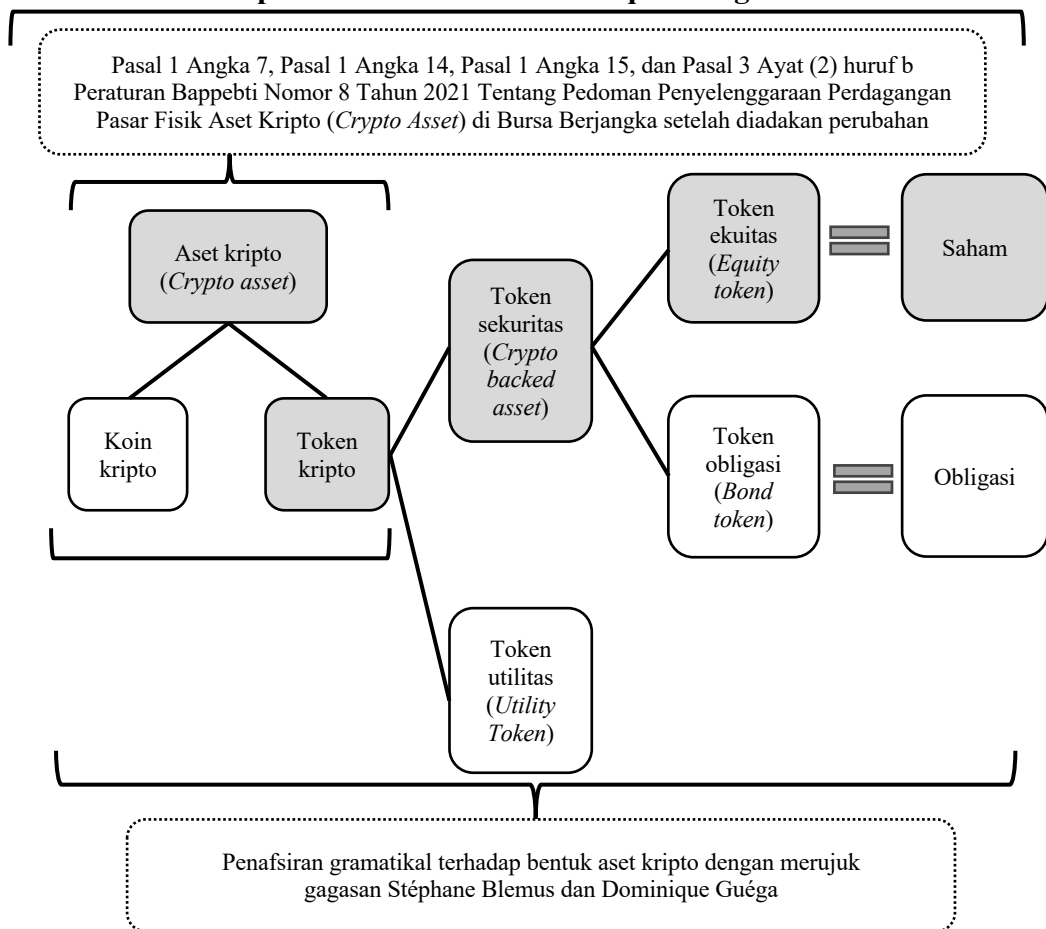 Pasal 1 Angka 7, Pasal 1 Angka 14, Pasal 1 Angka 15, dan Pasal 3 Ayat (2) huruf b
Peraturan Bappebti Nomor 8 Tahun 2021 Tentang Pedoman Penyelenggaraan Perdagangan
Pasar Fisik Aset Kripto (Crypto Asset) di Bursa Berjangka setelah diadakan perubahan
Aset kripto
(Crypto asset)
Koin
kripto
Token
kripto
Token
sekuritas
(Crypto
backed
asset)
Token
utilitas
(Utility
Token)
Token
ekuitas
(Equity
token)
Saham
Token
obligasi
(Bond
token)
Obligasi
Penafsiran gramatikal terhadap bentuk aset kripto dengan merujuk
gagasan Stéphane Blemus dan Dominique Guéga